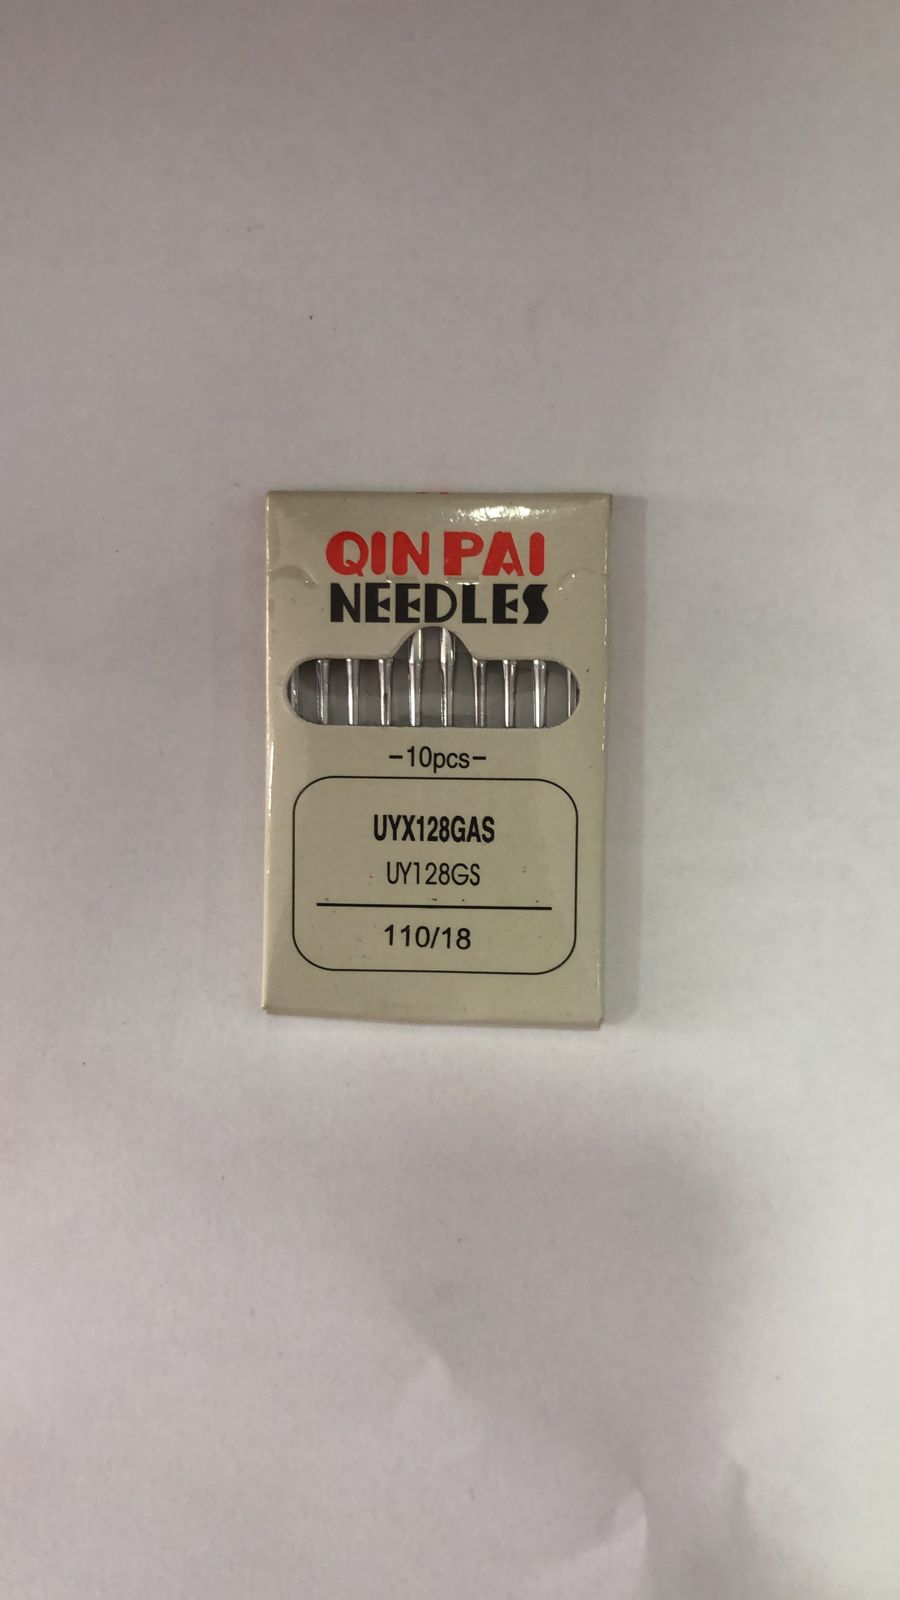 QIN PAI
NEEDLES
-10pcs-
UYX128GAS
UY128GS
110/18